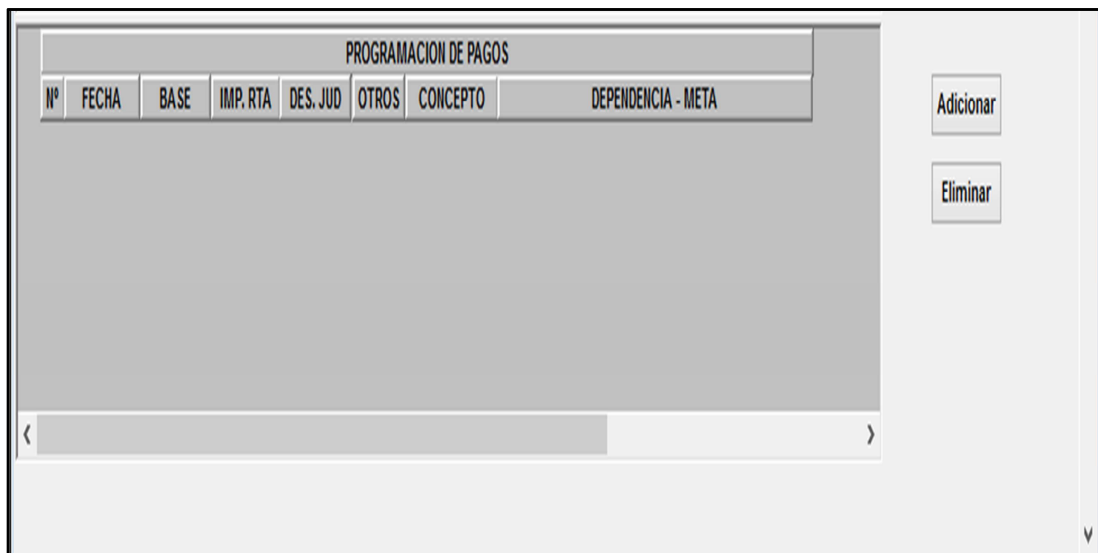 PROGRAMACION DE PAGOS
Nº FECHA BASE IMP. RTA DES. JUD OTROS CONCEPTO DEPENDENCIA - META
Adicionar
Eliminar